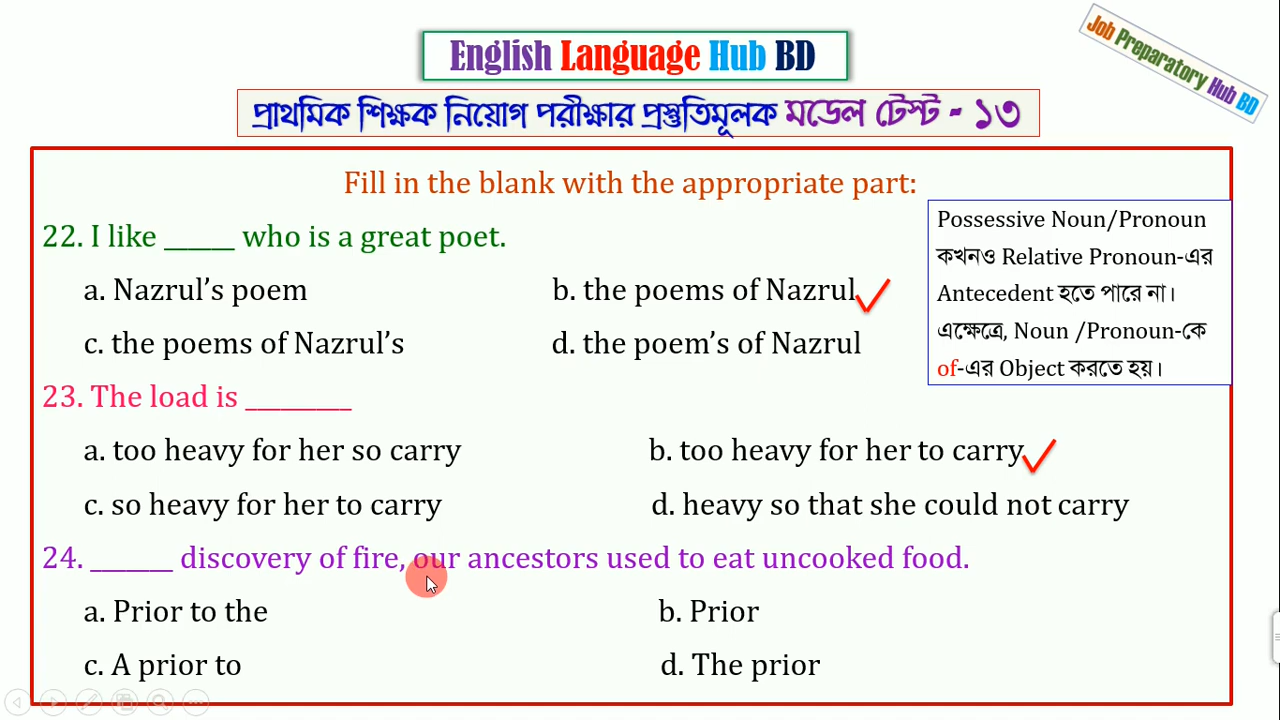 English Language Hub BD
Job Preparatory Hub BD
প্রাথমিক শিক্ষক নিয়োগ পরীক্ষার প্রস্তুতিমূলক মডেল টেস্ট - ১৩
Fill in the blank with the appropriate part:
22. I like ______ who is a great poet.
a. Nazrul’s poem b. the poems of Nazrul
c. the poems of Nazrul’s d. the poem’s of Nazrul
Possessive Noun/Pronoun
কখনও Relative Pronoun-এর
Antecedent হতে পারে না।
এক্ষেত্রে, Noun /Pronoun-কে
of-এর Object করতে হয়।
23. The load is _________
a. too heavy for her so carry b. too heavy for her to carry
c. so heavy for her to carry d. heavy so that she could not carry
24. _______ discovery of fire, our ancestors used to eat uncooked food.
a. Prior to the b. Prior
c. A prior to d. The prior